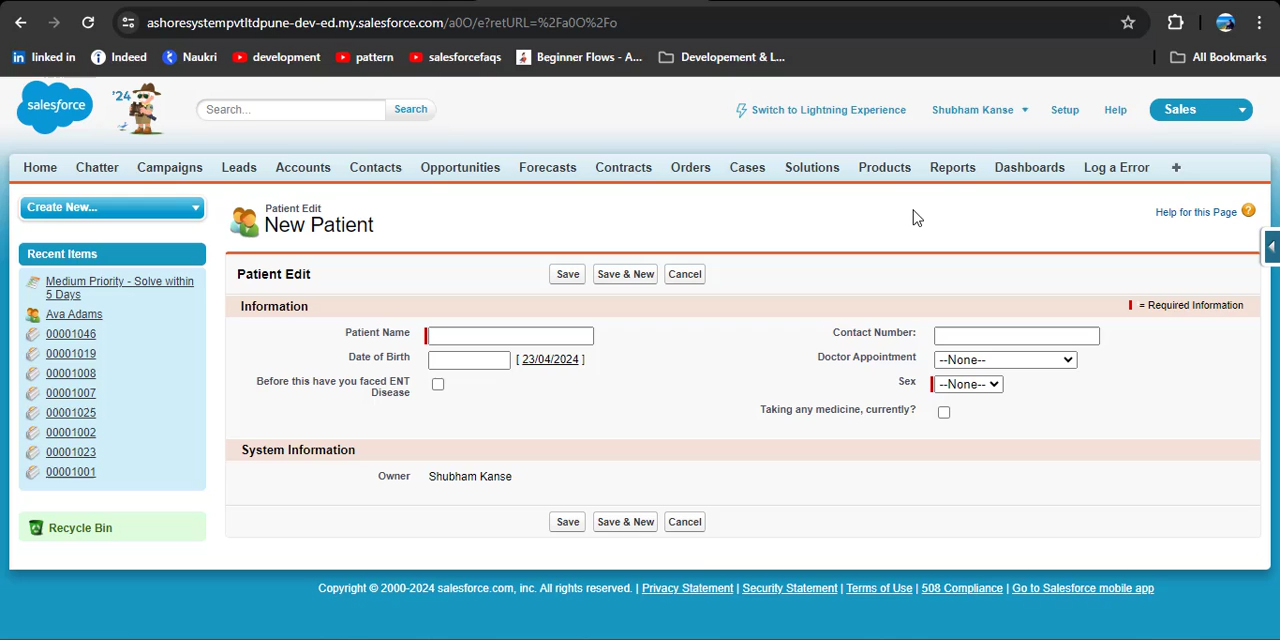 ashoresystempvtltdpune-dev-ed.my.salesforce.com/a0O/e?retURL=%2Fa0O%2Fo
linked in Indeed Naukri development pattern salesforcefaqs Beginner Flows - A... Developement & L... All Bookmarks
salesforce '24 Search... Search Switch to Lightning Experience Shubham Kanse Setup Help Sales
Home Chatter Campaigns Leads Accounts Contacts Opportunities Forecasts Contracts Orders Cases Solutions Products Reports Dashboards Log a Error +
Create New...
Recent Items
Medium Priority - Solve within
5 Days
Ava Adams
00001046
00001019
00001008
00001007
00001025
00001002
00001023
00001001
Recycle Bin
Patient Edit
New Patient
Help for this Page ?
Patient Edit Save Save & New Cancel
Information = Required Information
Patient Name Contact Number:
Date of Birth [ 23/04/2024 ] Doctor Appointment --None--
Before this have you faced ENT
Disease
Sex --None--
Taking any medicine, currently?
System Information
Owner Shubham Kanse
Save Save & New Cancel
Copyright © 2000-2024 salesforce.com, inc. All rights reserved. | Privacy Statement | Security Statement | Terms of Use | 508 Compliance | Go to Salesforce mobile app